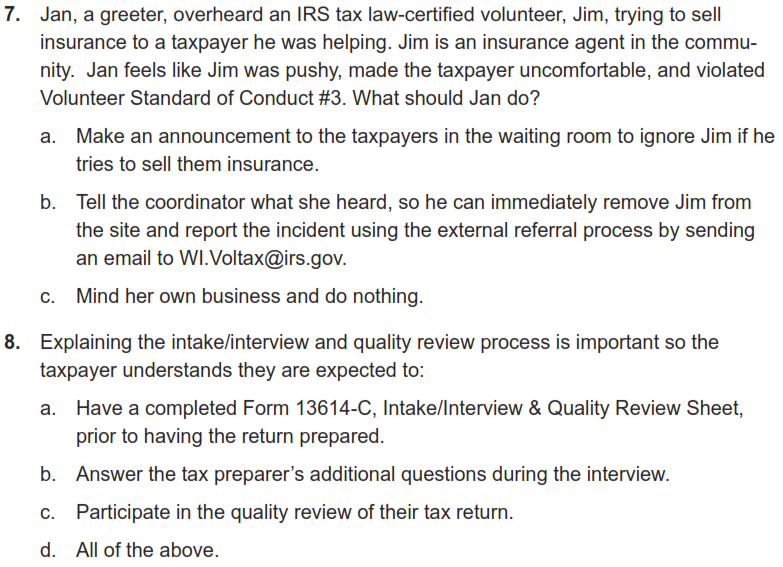 7. Jan, a greeter, overheard an IRS tax law-certified volunteer, Jim, trying to sell
insurance to a taxpayer he was helping. Jim is an insurance agent in the commu-
nity.  Jan feels like Jim was pushy, made the taxpayer uncomfortable, and violated
Volunteer Standard of Conduct #3. What should Jan do?
a. Make an announcement to the taxpayers in the waiting room to ignore Jim if he
tries to sell them insurance.
b. Tell the coordinator what she heard, so he can immediately remove Jim from
the site and report the incident using the external referral process by sending
an email to WI.Voltax@irs.gov.
c. Mind her own business and do nothing.
8. Explaining the intake/interview and quality review process is important so the
taxpayer understands they are expected to:
a. Have a completed Form 13614-C, Intake/Interview & Quality Review Sheet,
prior to having the return prepared.
b. Answer the tax preparer's additional questions during the interview.
c. Participate in the quality review of their tax return.
d. All of the above.